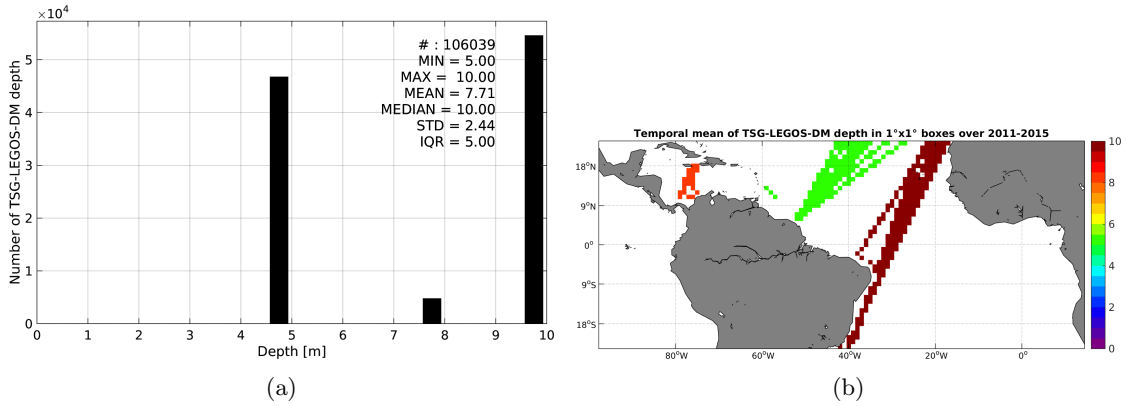 ×10⁴
Number of TSG-LEGOS-DM depth
5
4
3
2
1
0
# : 106039
MIN = 5.00
MAX = 10.00
MEAN = 7.71
MEDIAN = 10.00
STD = 2.44
IQR = 5.00
0 1 2 3 4 5 6 7 8 9 10
Depth [m]
(a)
Temporal mean of TSG-LEGOS-DM depth in 1°x1° boxes over 2011-2015
18°N
9°N
0°
9°S
18°S
80°W 60°W 40°W 20°W 0°
10
8
6
4
2
0
(b)